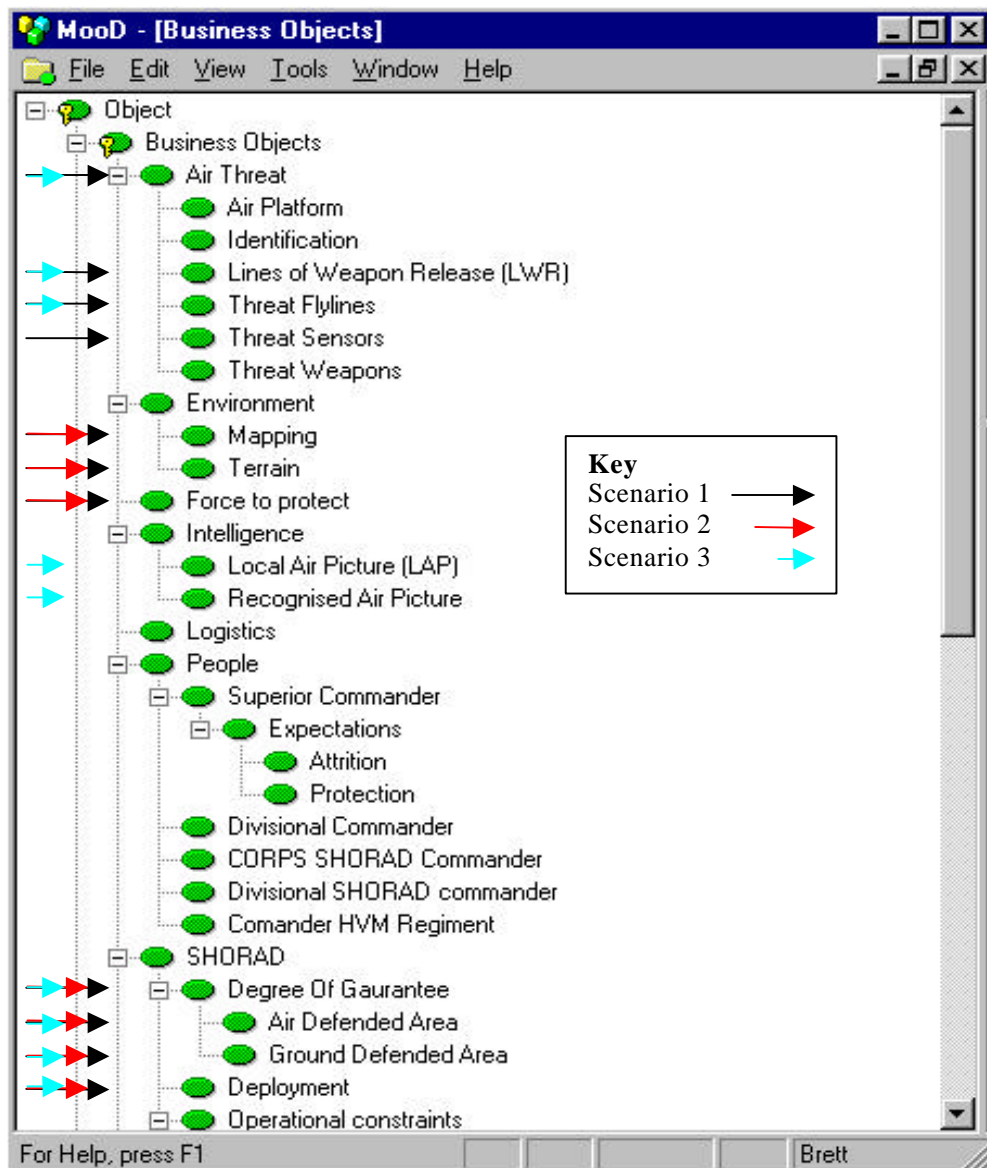 MooD - [Business Objects]
File Edit View Tools Window Help
Object
Business Objects
Air Threat
Air Platform
Identification
Lines of Weapon Release (LWR)
Threat Flylines
Threat Sensors
Threat Weapons
Environment
Mapping
Terrain
Force to protect
Intelligence
Local Air Picture (LAP)
Recognised Air Picture
Logistics
People
Superior Commander
Expectations
Attrition
Protection
Divisional Commander
CORPS SHORAD Commander
Divisional SHORAD commander
Comander HVM Regiment
SHORAD
Degree Of Gaurantee
Air Defended Area
Ground Defended Area
Deployment
Operational constraints
Key
Scenario 1
Scenario 2
Scenario 3
For Help, press F1
Brett